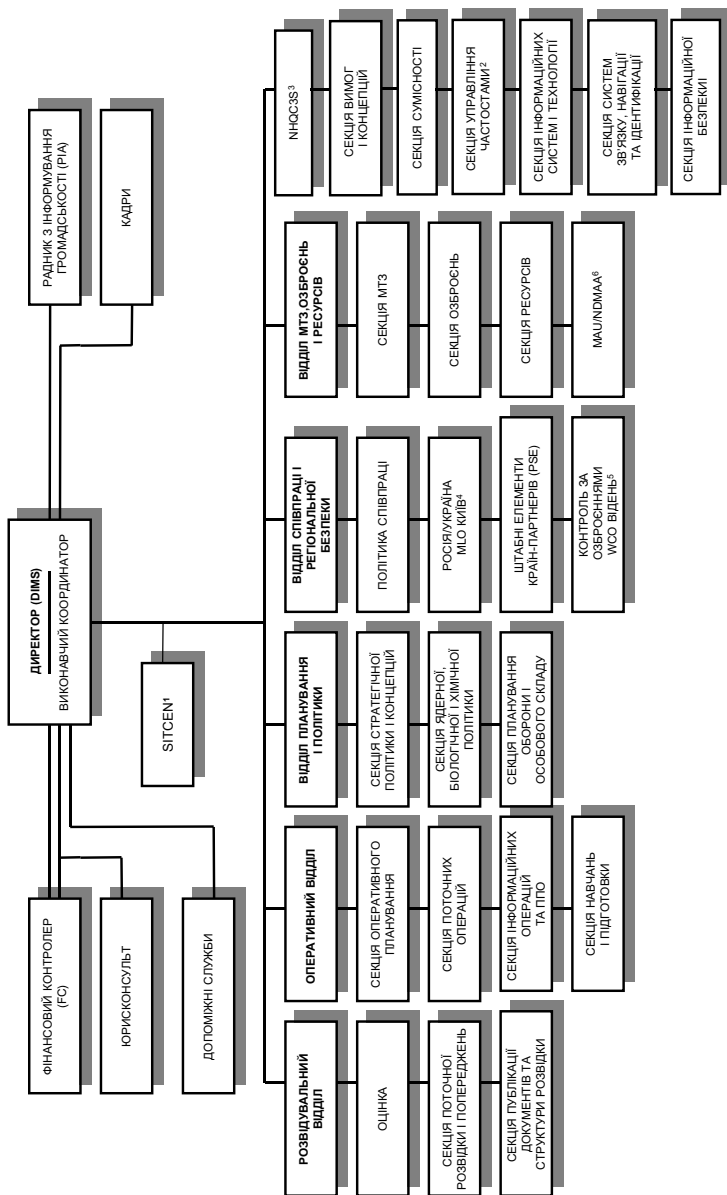 ДИРЕКТОР (DIMS)
ВИКОНАВЧИЙ КООРДИНАТОР
ФІНАНСОВИЙ КОНТРОЛЕР
(FC)
ЮРИСКОНСУЛЬТ
ДОПОМІЖНІ СЛУЖБИ
РАДНИК З ІНФОРМУВАННЯ
ГРОМАДСЬКОСТІ (PIA)
КАДРИ
SITCEN¹
РОЗВІДУВАЛЬНИЙ
ВІДДІЛ
ОЦІНКА
СЕКЦІЯ ПОТОЧНОЇ
РОЗВІДКИ І ПОПЕРЕДЖЕНЬ
СЕКЦІЯ ПУБЛІКАЦІЇ
ДОКУМЕНТІВ ТА
СТРУКТУРИ РОЗВІДКИ
ОПЕРАТИВНИЙ ВІДДІЛ
СЕКЦІЯ ОПЕРАТИВНОГО
ПЛАНУВАННЯ
СЕКЦІЯ ПОТОЧНИХ
ОПЕРАЦІЙ
СЕКЦІЯ ІНФОРМАЦІЙНИХ
ОПЕРАЦІЙ
ТА ППО
СЕКЦІЯ НАВЧАНЬ
І ПІДГОТОВКИ
ВІДДІЛ ПЛАНУВАННЯ
І ПОЛІТИКИ
СЕКЦІЯ СТРАТЕГІЧНОЇ
ПОЛІТИКИ І КОНЦЕПЦІЙ
СЕКЦІЯ ЯДЕРНОЇ,
БІОЛОГІЧНОЇ І ХІМІЧНОЇ
ПОЛІТИКИ
СЕКЦІЯ ПЛАНУВАННЯ
ОБОРОНИ І
ОСОБОВОГО СКЛАДУ
ВІДДІЛ СПІВПРАЦІ І
РЕГІОНАЛЬНОЇ
БЕЗПЕКИ
ПОЛІТИКА СПІВПРАЦІ
РОСІЯ/УКРАЇНА
MLO КИЇВ⁴
ШТАБНІ ЕЛЕМЕНТИ
КРАЇН-ПАРТНЕРІВ (PSE)
КОНТРОЛЬ ЗА
ОЗБРОЄННЯМИ
WCO ВІДЕНЬ⁵
ВІДДІЛ МТЗ,ОЗБРОЄНЬ
І РЕСУРСІВ
СЕКЦІЯ МТЗ
СЕКЦІЯ ОЗБРОЄНЬ
СЕКЦІЯ РЕСУРСІВ
MAU/NDMAA⁶
NHQC3S³
СЕКЦІЯ ВИМОГ
І КОНЦЕПЦІЙ
СЕКЦІЯ СУМІСНОСТІ
СЕКЦІЯ УПРАВЛІННЯ
ЧАСТОСТАМИ²
СЕКЦІЯ ІНФОРМАЦІЙНИХ
СИСТЕМ І ТЕХНОЛОГІЇ
СЕКЦІЯ СИСТЕМ
ЗВ'ЯЗКУ, НАВІГАЦІЇ
ТА ІДЕНТИФІКАЦІЇ
СЕКЦІЯ ІНФОРМАЦІЙНОЇ
БЕЗПЕКИІ